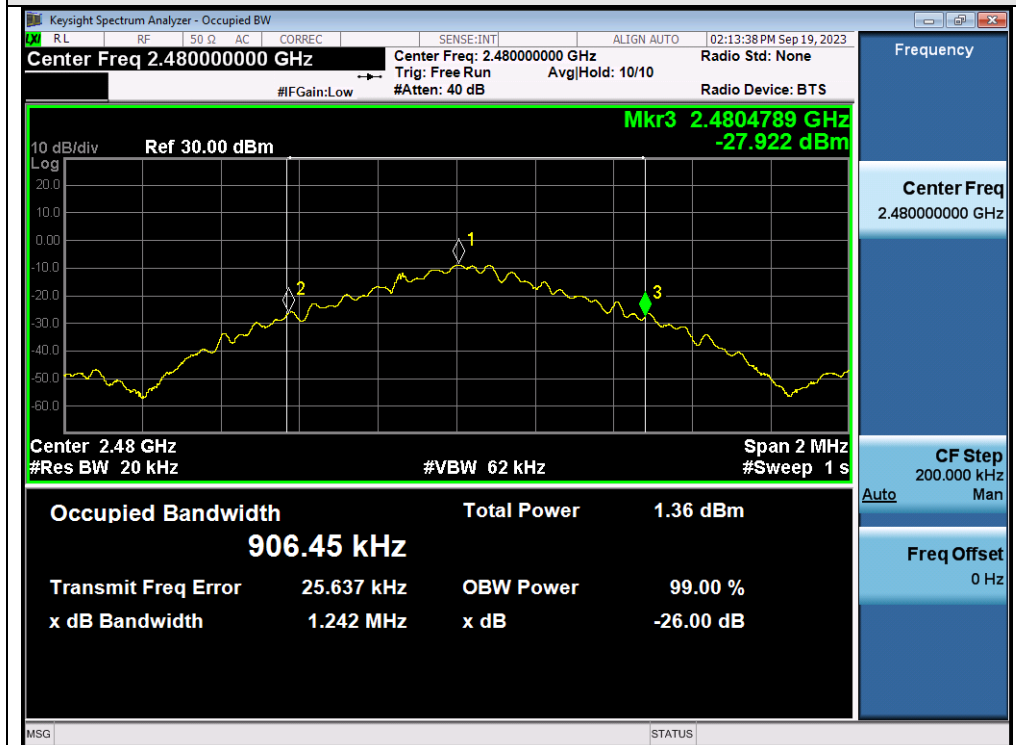 Keysight Spectrum Analyzer - Occupied BW
LXI RL RF 50 Ω AC CORREC SENSE:INT ALIGN AUTO 02:13:38 PM Sep 19, 2023
Center Freq 2.480000000 GHz
Center Freq: 2.480000000 GHz
Radio Std: None
Trig: Free Run Avg|Hold: 10/10
#IFGain:Low
#Atten: 40 dB
Radio Device: BTS
Mkr3 2.4804789 GHz
-27.922 dBm
10 dB/div Ref 30.00 dBm
Log
20.0
10.0
0.00
-10.0
-20.0
-30.0
-40.0
-50.0
-60.0
1
2
3
Center 2.48 GHz
Span 2 MHz
#Res BW 20 kHz
#VBW 62 kHz
#Sweep 1 s
Occupied Bandwidth
906.45 kHz
Total Power 1.36 dBm
Transmit Freq Error 25.637 kHz
OBW Power 99.00 %
x dB Bandwidth 1.242 MHz
x dB -26.00 dB
Frequency
Center Freq
2.480000000 GHz
CF Step
200.000 kHz
Auto Man
Freq Offset
0 Hz
MSG
STATUS